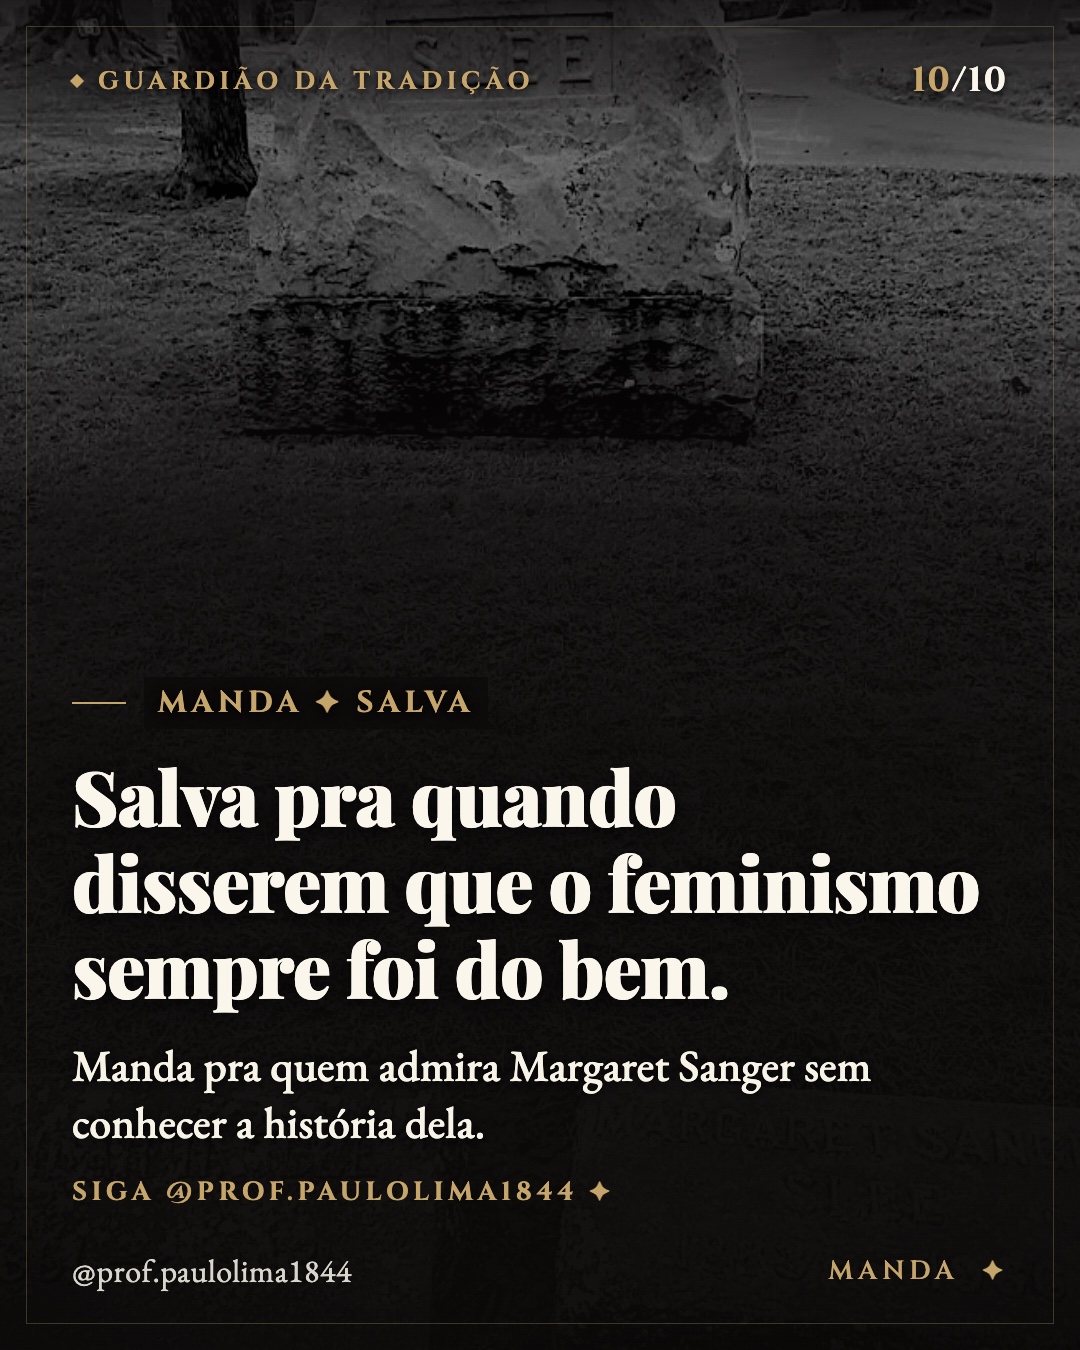 ◆ GUARDIÃO DA TRADIÇÃO
10/10
MANDA ✦ SALVA
Salva pra quando
disserem que o feminismo
sempre foi do bem.
Manda pra quem admira Margaret Sanger sem
conhecer a história dela.
SIGA @PROF.PAULOLIMA1844 ✦
@prof.paulolima1844
MANDA ✦